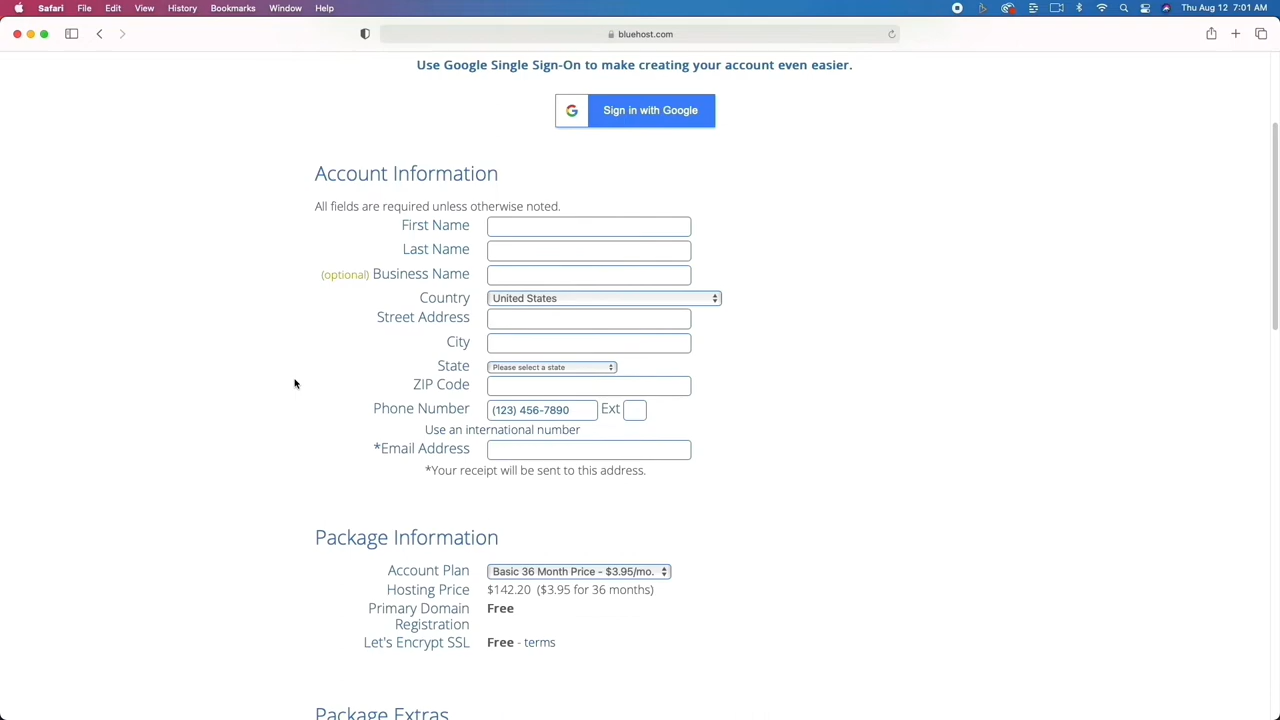 Safari File Edit View History Bookmarks Window Help Thu Aug 12 7:01 AM
bluehost.com
Use Google Single Sign-On to make creating your account even easier.
G Sign in with Google
Account Information
All fields are required unless otherwise noted.
First Name
Last Name
(optional) Business Name
Country United States
Street Address
City
State Please select a state
ZIP Code
Phone Number (123) 456-7890 Ext
Use an international number
*Email Address
*Your receipt will be sent to this address.
Package Information
Account Plan Basic 36 Month Price - $3.95/mo.
Hosting Price $142.20 ($3.95 for 36 months)
Primary Domain Free
Registration
Let's Encrypt SSL Free - terms
Package Extras